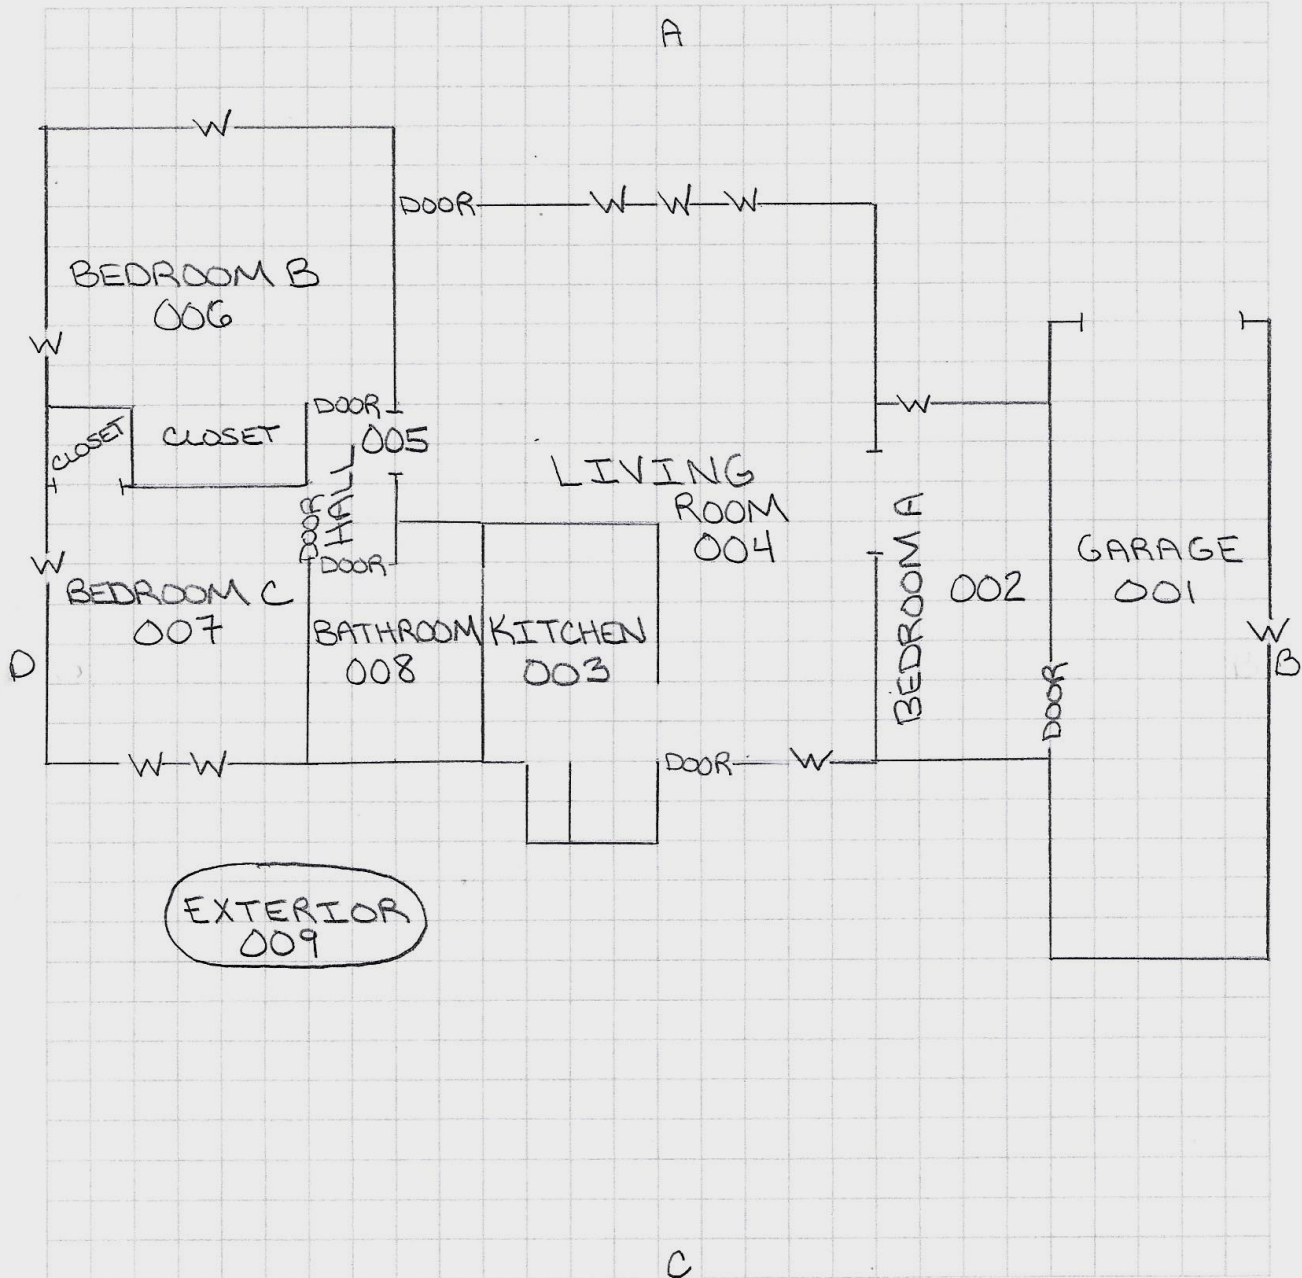 A
W
DOOR W W W
BEDROOM B
006
W
DOOR
W
CLOSET
CLOSET
005
HALL
DOOR
DOOR
LIVING
ROOM
004
BEDROOM A
002
GARAGE
001
W
BEDROOM C
007
BATHROOM
008
KITCHEN
003
DOOR
W
B
D
W W
DOOR W
EXTERIOR
009
C